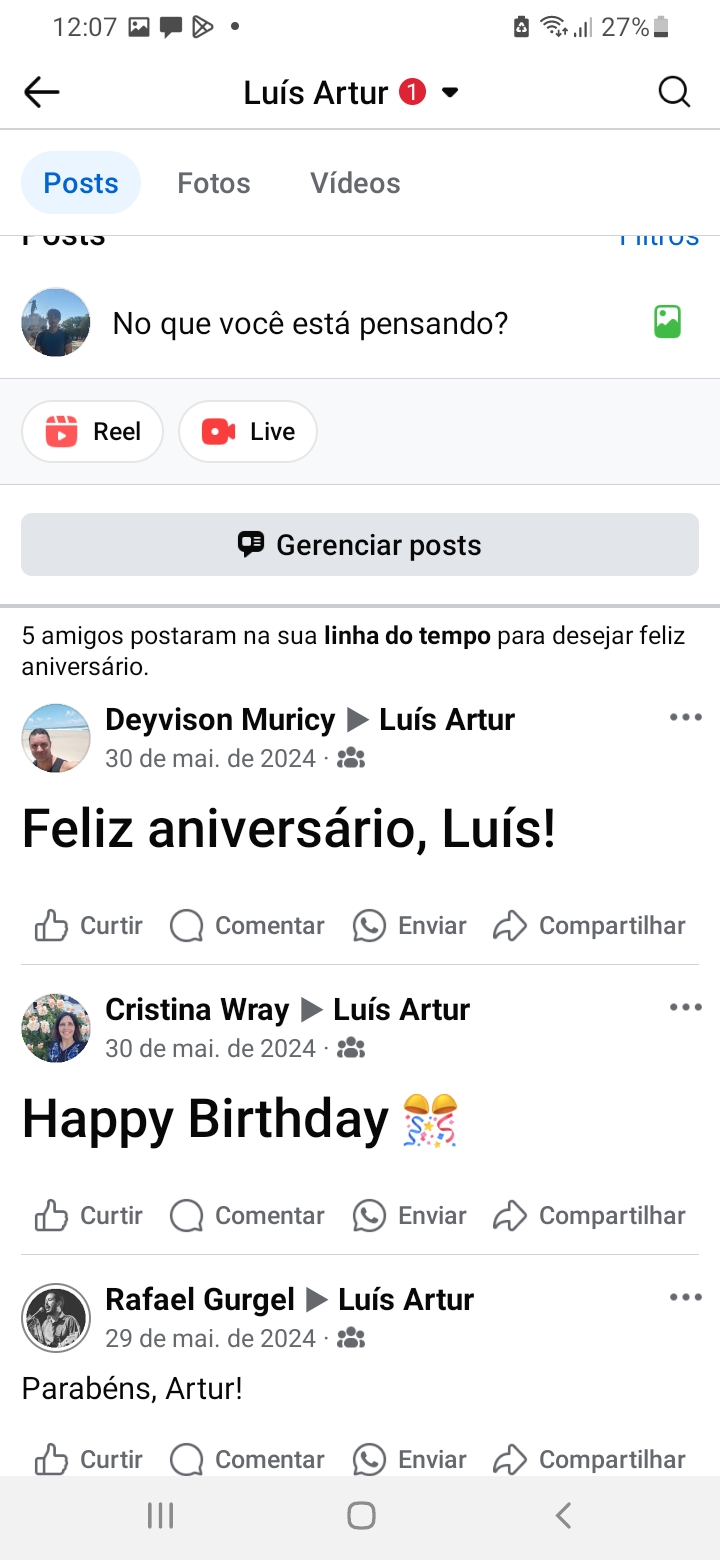 12:07
27%
Luís Artur 1
Posts Fotos Vídeos
Posts Filtros
No que você está pensando?
Reel Live
Gerenciar posts
5 amigos postaram na sua linha do tempo para desejar feliz
aniversário.
Deyvison Muricy ▶ Luís Artur
30 de mai. de 2024 ·
Feliz aniversário, Luís!
Curtir Comentar Enviar Compartilhar
Cristina Wray ▶ Luís Artur
30 de mai. de 2024 ·
Happy Birthday 🎊
Curtir Comentar Enviar Compartilhar
Rafael Gurgel ▶ Luís Artur
29 de mai. de 2024 ·
Parabéns, Artur!
Curtir Comentar Enviar Compartilhar